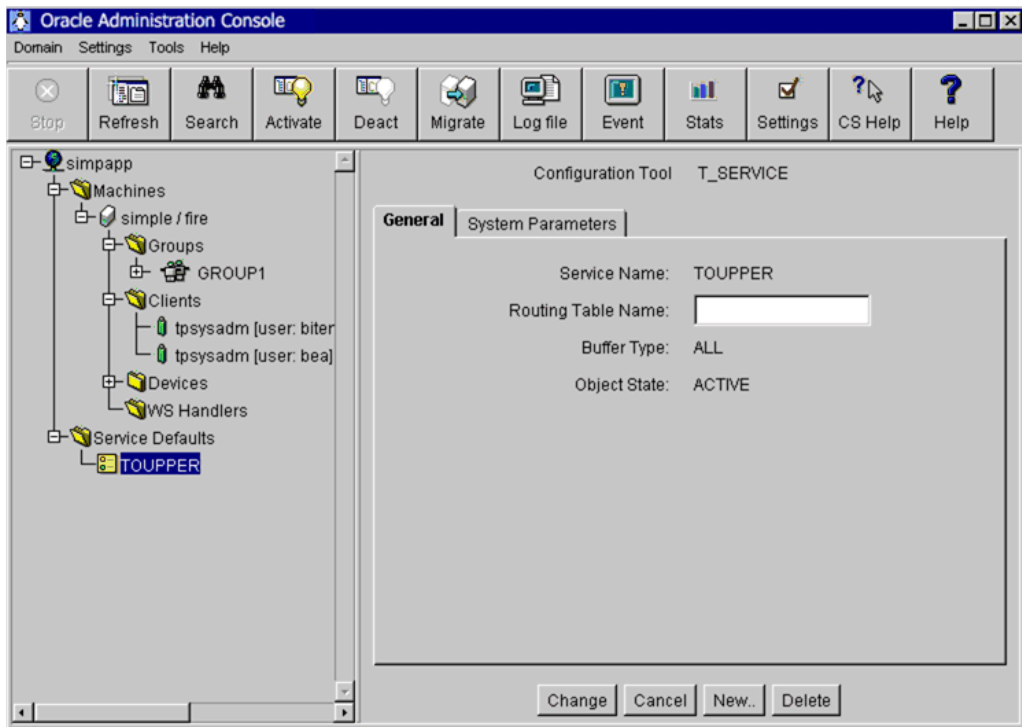 Oracle Administration Console
Domain Settings Tools Help
Stop Refresh Search Activate Deact Migrate Log file Event Stats Settings CS Help Help
simpapp
Machines
simple / fire
Groups
GROUP1
Clients
tpsysadm [user: biter
tpsysadm [user: bea]
Devices
WS Handlers
Service Defaults
TOUPPER
Configuration Tool T_SERVICE
General System Parameters
Service Name: TOUPPER
Routing Table Name:
Buffer Type: ALL
Object State: ACTIVE
Change Cancel New.. Delete